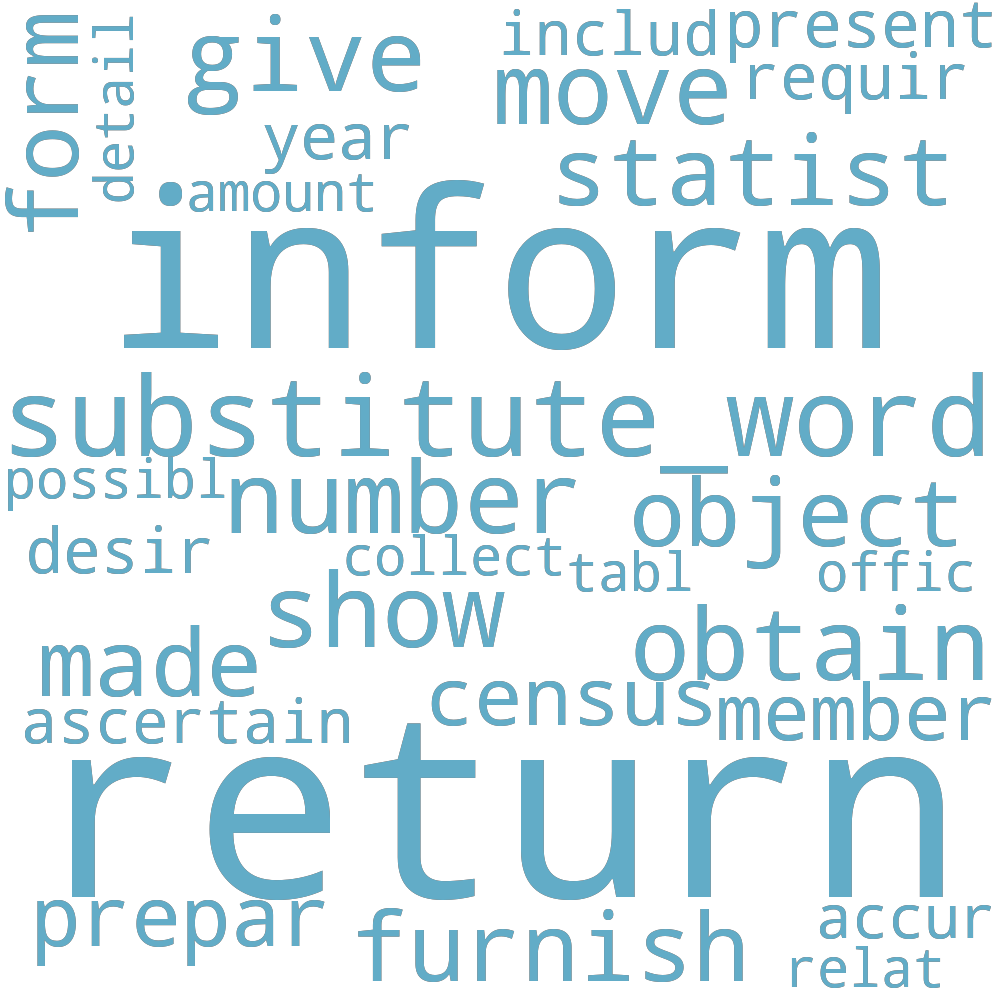 form
detail
give
includ
present
move
requir
year
statist
amount
inform
substitute_word
possibl
number
object
desir
collect
tabl
offic
show
obtain
made
census
member
ascertain
return
prepar
furnish
accur
relat